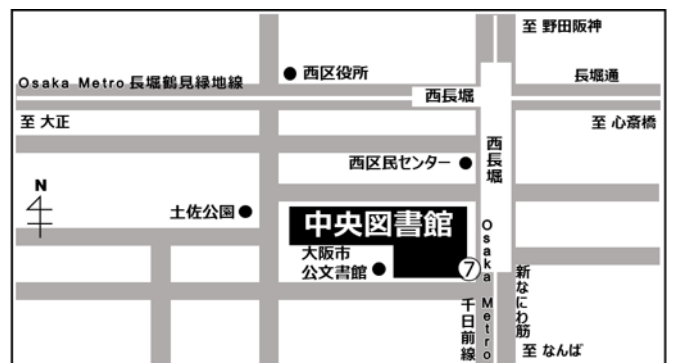 至 野田阪神
西区役所
長堀通
Osaka Metro 長堀鶴見緑地線
西長堀
至 大正
至 心斎橋
西長堀
西区民センター
N
土佐公園
中央図書館
大阪市
公文書館
⑦
Osaka Metro
千日前線
新なにわ筋
至 なんば